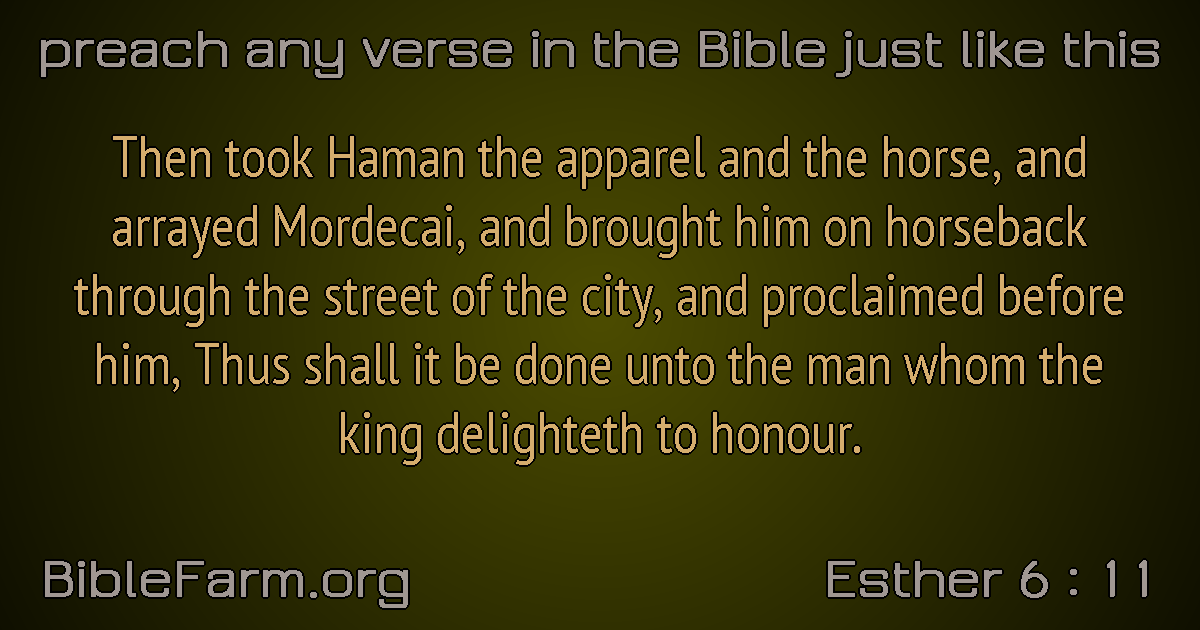 preach any verse in the Bible just like this
Then took Haman the apparel and the horse, and
arrayed Mordecai, and brought him on horseback
through the street of the city, and proclaimed before
him, Thus shall it be done unto the man whom the
king delighteth to honour.
BibleFarm.org
Esther 6 : 11